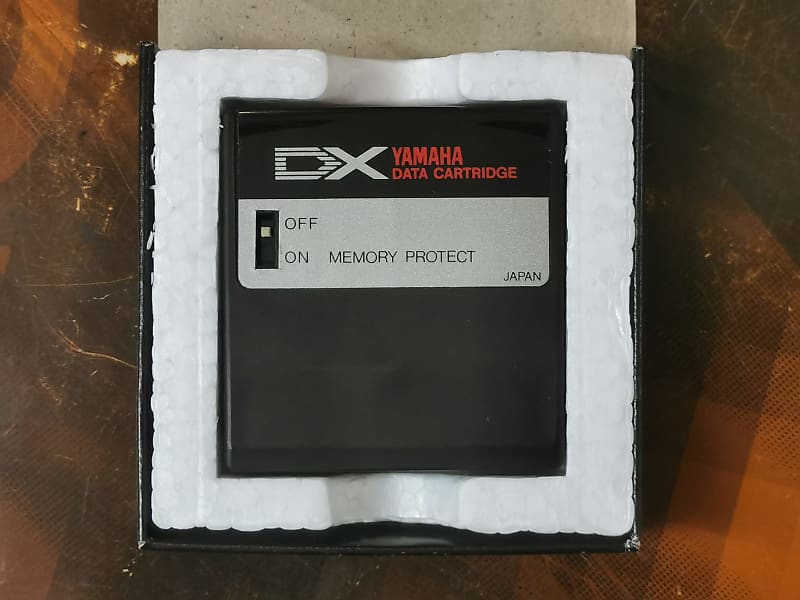 DX YAMAHA
DATA CARTRIDGE
OFF
ON MEMORY PROTECT
JAPAN